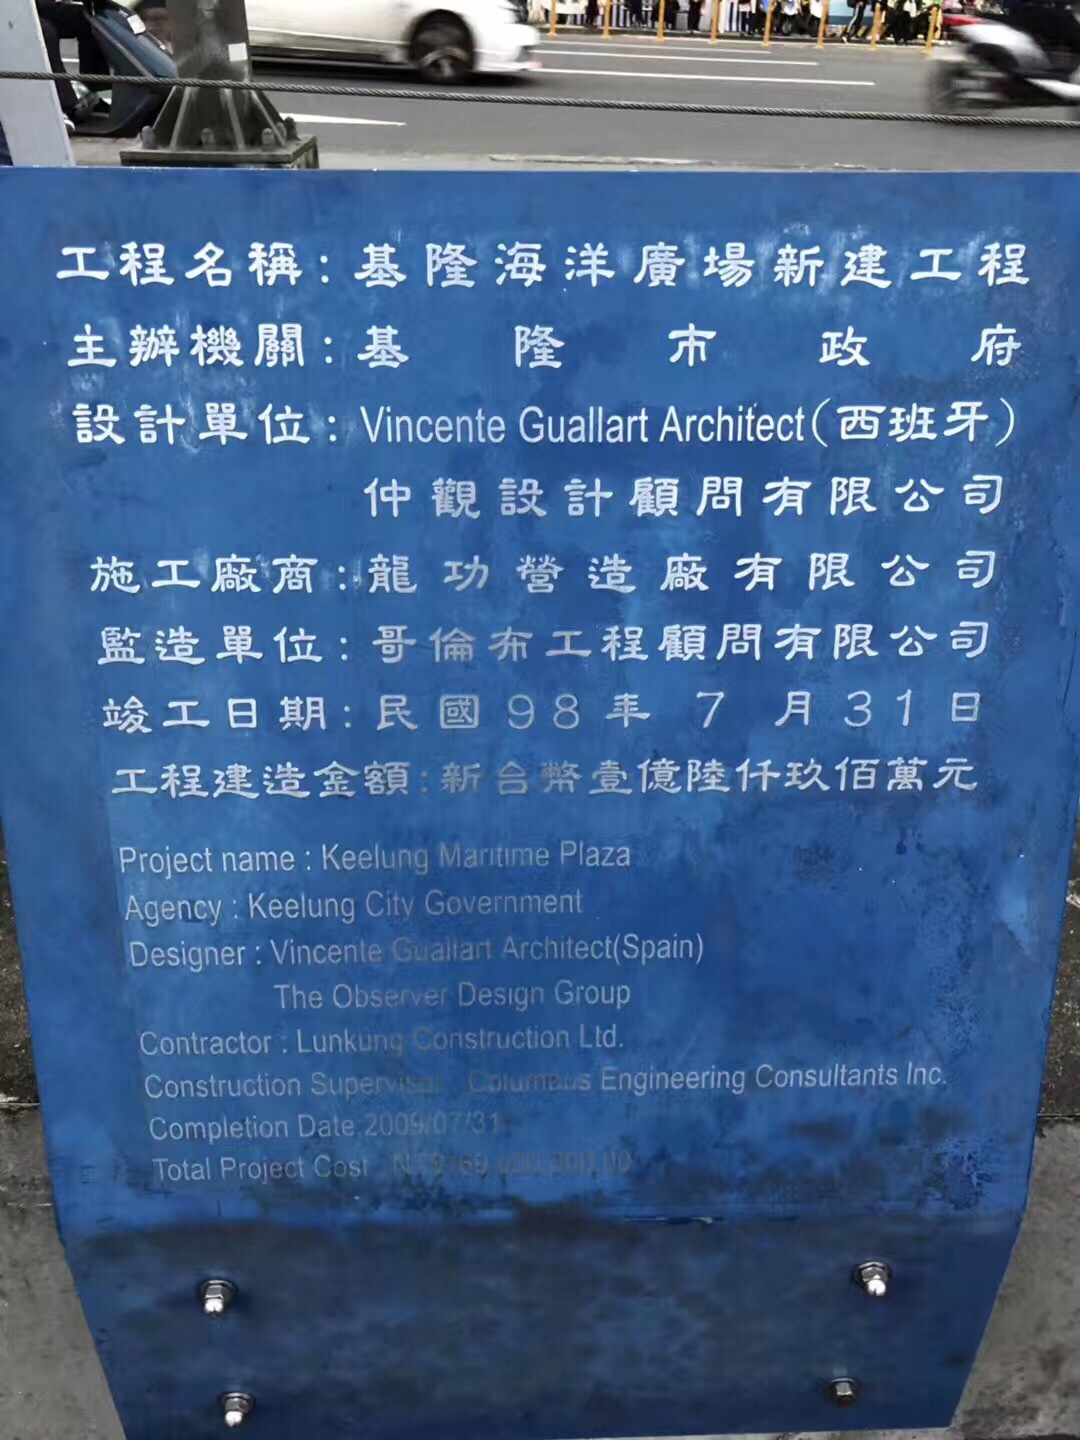 工程名稱：基隆海洋廣場新建工程
主辦機關：基隆市政府
設計單位：Vincente Guallart Architect(西班牙)
仲觀設計顧問有限公司
施工廠商：龍功營造廠有限公司
監造單位：哥倫布工程顧問有限公司
竣工日期：民國98年7月31日
工程建造金額：新台幣壹億陸仟玖佰萬元
Project name : Keelung Maritime Plaza
Agency : Keelung City Government
Designer : Vincente Guallart Architect(Spain)
The Observer Design Group
Contractor : Lunkung Construction Ltd.
Construction Supervisor Columbus Engineering Consultants Inc.
Completion Date:2009/07/31
Total Project Cost